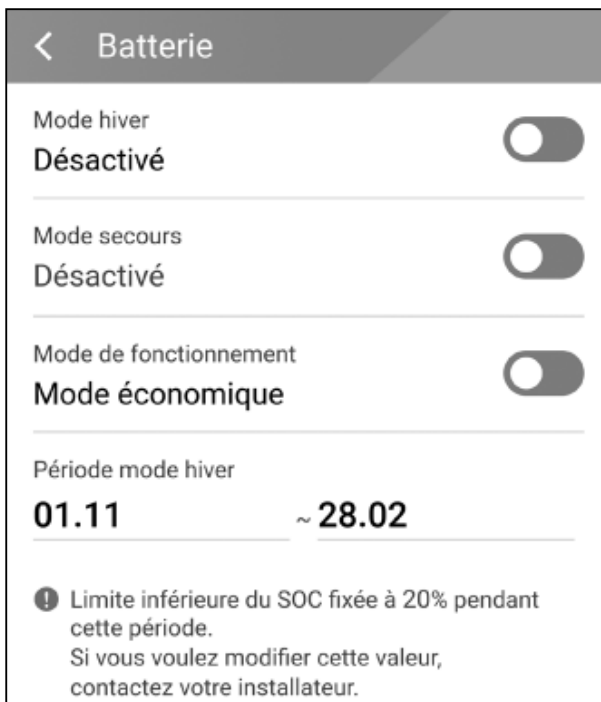 Batterie
Mode hiver
Désactivé
Mode secours
Désactivé
Mode de fonctionnement
Mode économique
Période mode hiver
01.11 ~ 28.02
Limite inférieure du SOC fixée à 20% pendant
cette période.
Si vous voulez modifier cette valeur,
contactez votre installateur.